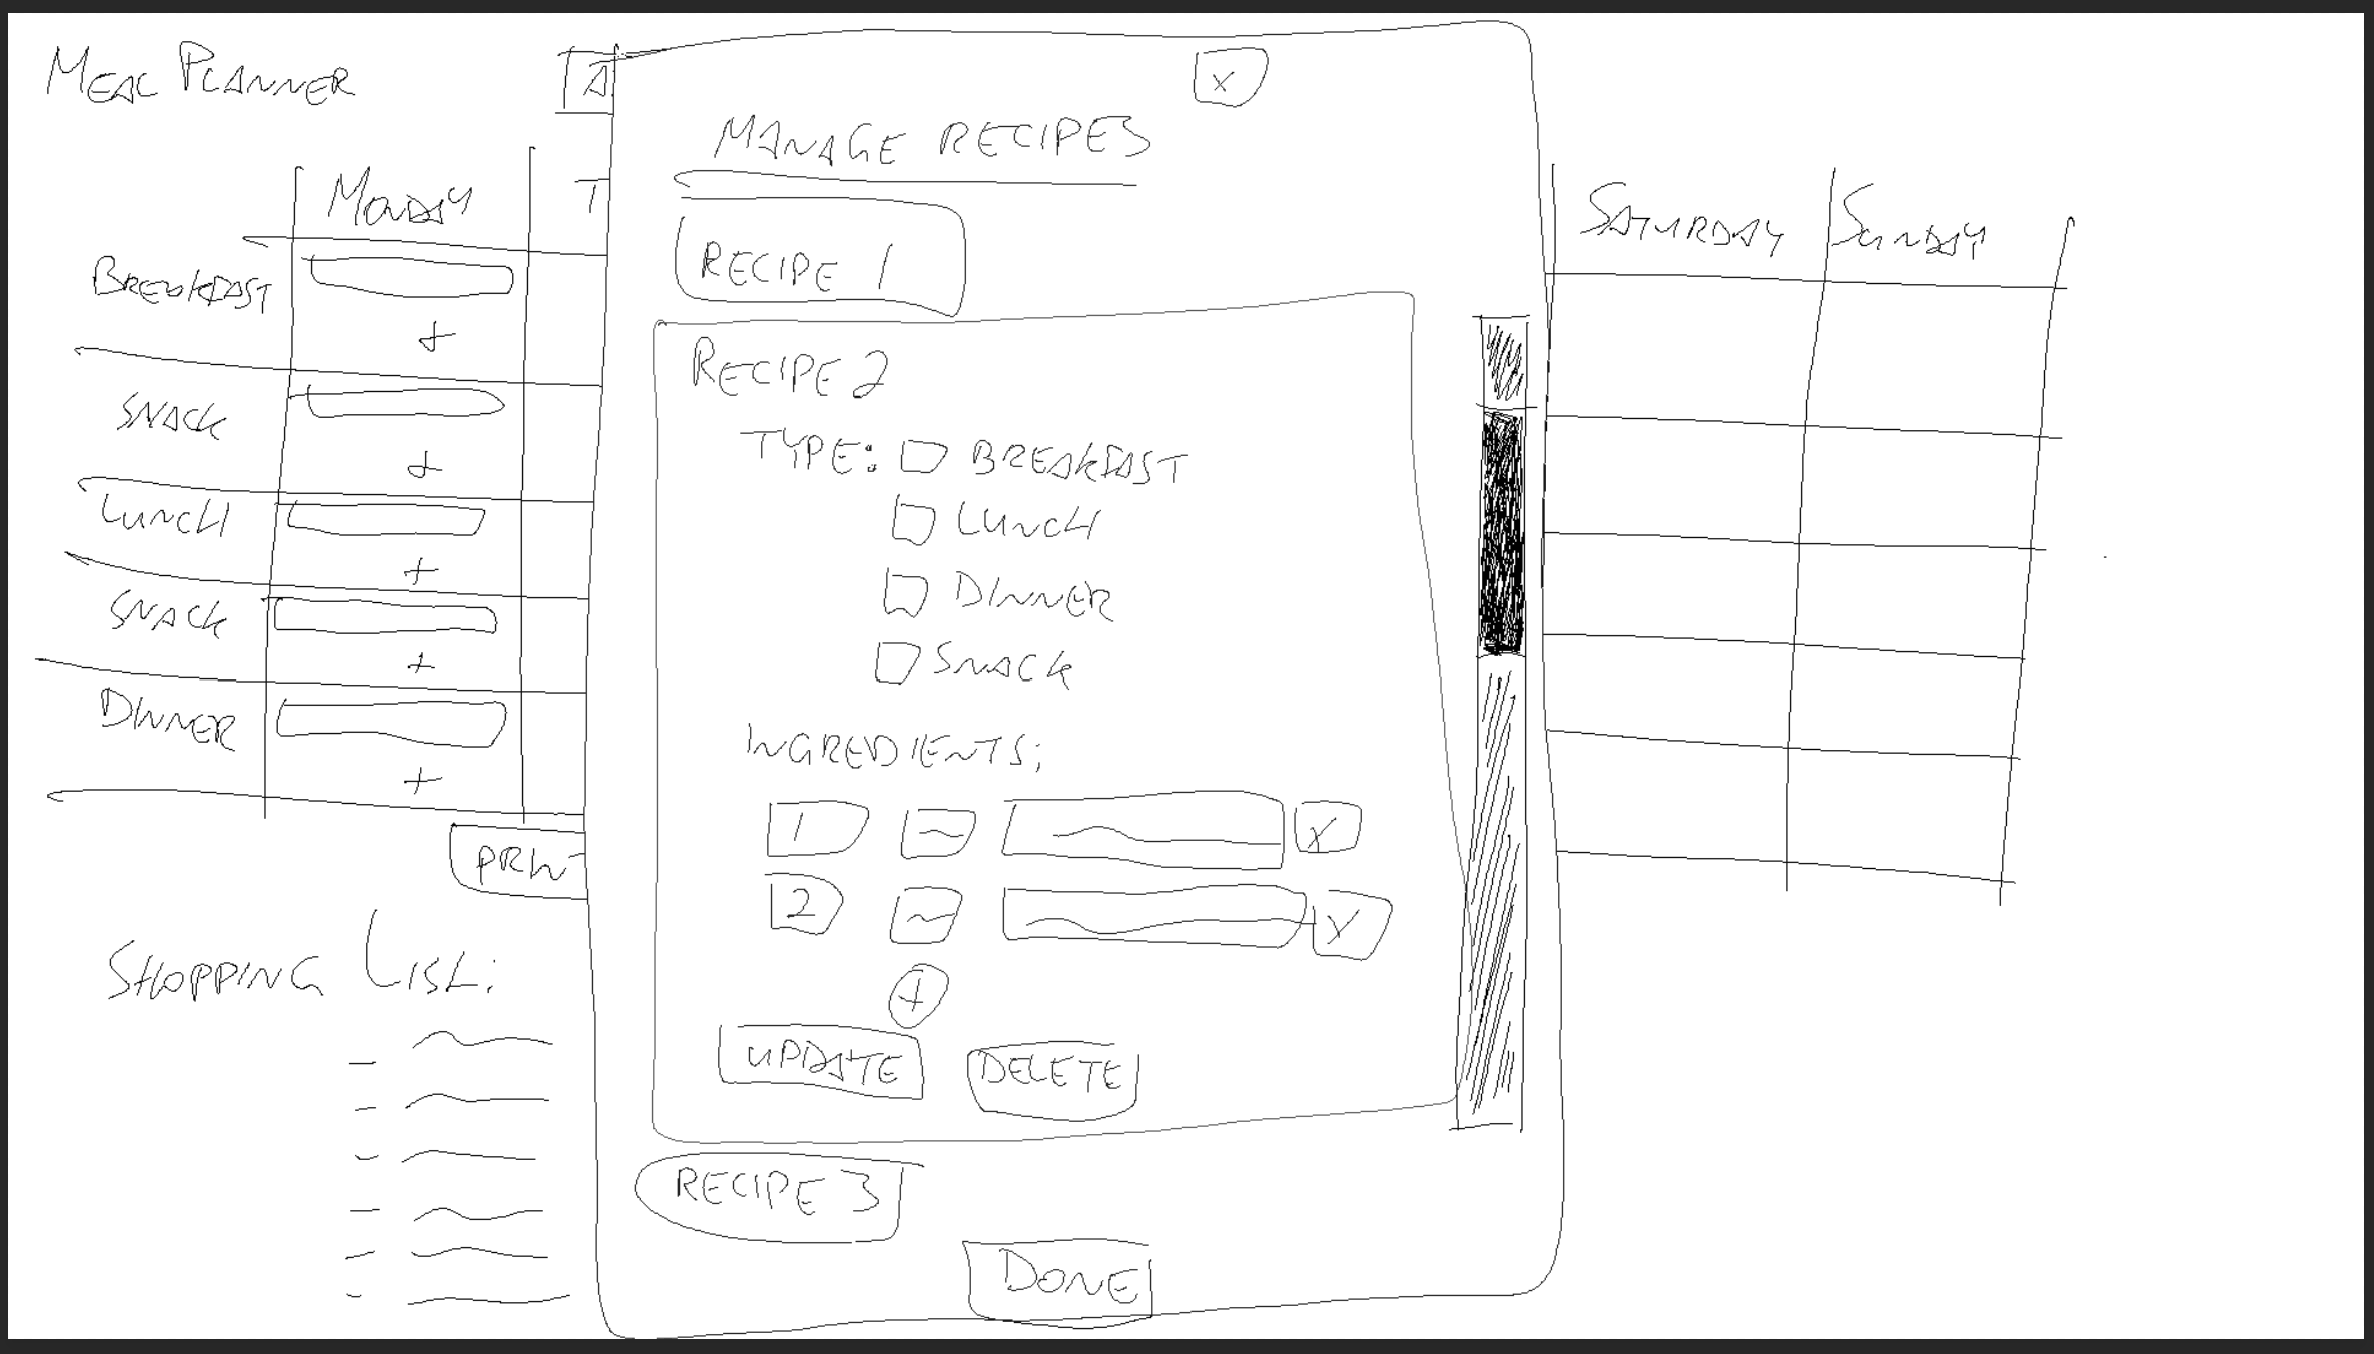 MEAL PLANNER
A
X
MANAGE RECIPES
MONDAY
T
SATURDAY
SUNDAY
BREAKFAST
+
SNACK
+
LUNCH
+
SNACK
+
DINNER
+
PRIN
SHOPPING LIST:
RECIPE 1
RECIPE 2
TYPE: BREAKFAST
LUNCH
DINNER
SNACK
INGREDIENTS:
1 X
2 X
+
UPDATE DELETE
RECIPE 3
DONE